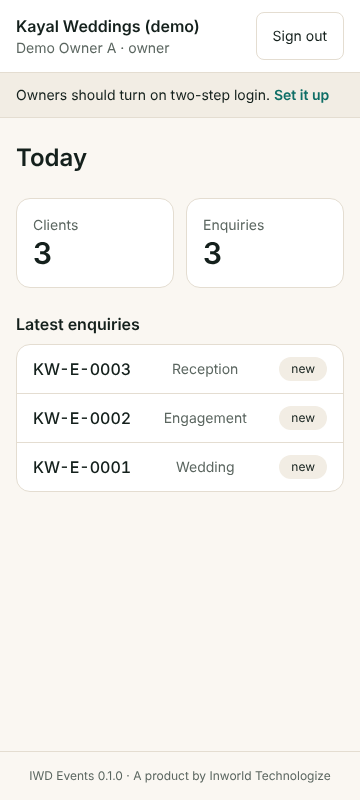 Kayal Weddings (demo)
Demo Owner A · owner
Sign out
Owners should turn on two-step login. Set it up
Today
Clients
3
Enquiries
3
Latest enquiries
KW-E-0003 Reception new
KW-E-0002 Engagement new
KW-E-0001 Wedding new
IWD Events 0.1.0 · A product by Inworld Technologize